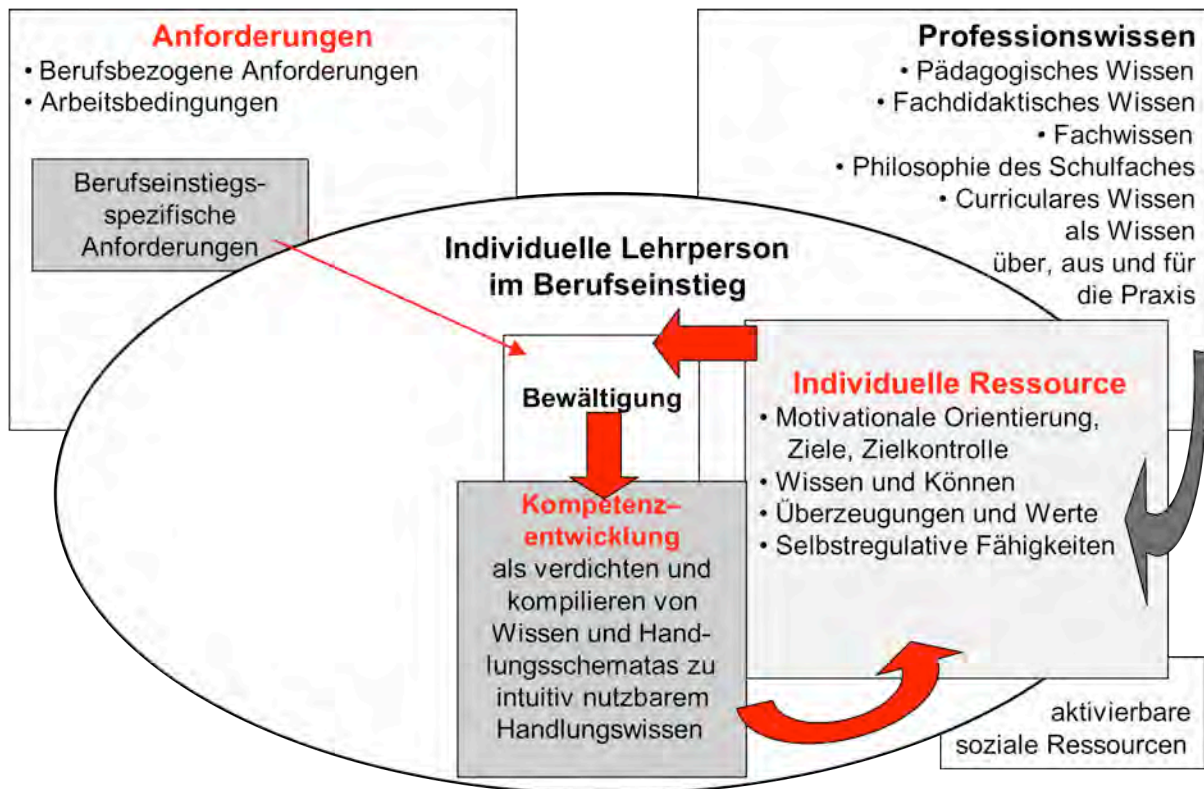 Anforderungen
• Berufsbezogene Anforderungen
• Arbeitsbedingungen
Berufseinstiegs-
spezifische
Anforderungen
Professionswissen
• Pädagogisches Wissen
• Fachdidaktisches Wissen
• Fachwissen
• Philosophie des Schulfaches
• Curriculares Wissen
als Wissen
über, aus und für
die Praxis
Individuelle Lehrperson
im Berufseinstieg
Bewältigung
Individuelle Ressource
• Motivationale Orientierung,
Ziele, Zielkontrolle
• Wissen und Können
• Überzeugungen und Werte
• Selbstregulative Fähigkeiten
Kompetenz–
entwicklung
als verdichten und
kompilieren von
Wissen und Hand-
lungsschematas zu
intuitiv nutzbarem
Handlungswissen
aktivierbare
soziale Ressourcen